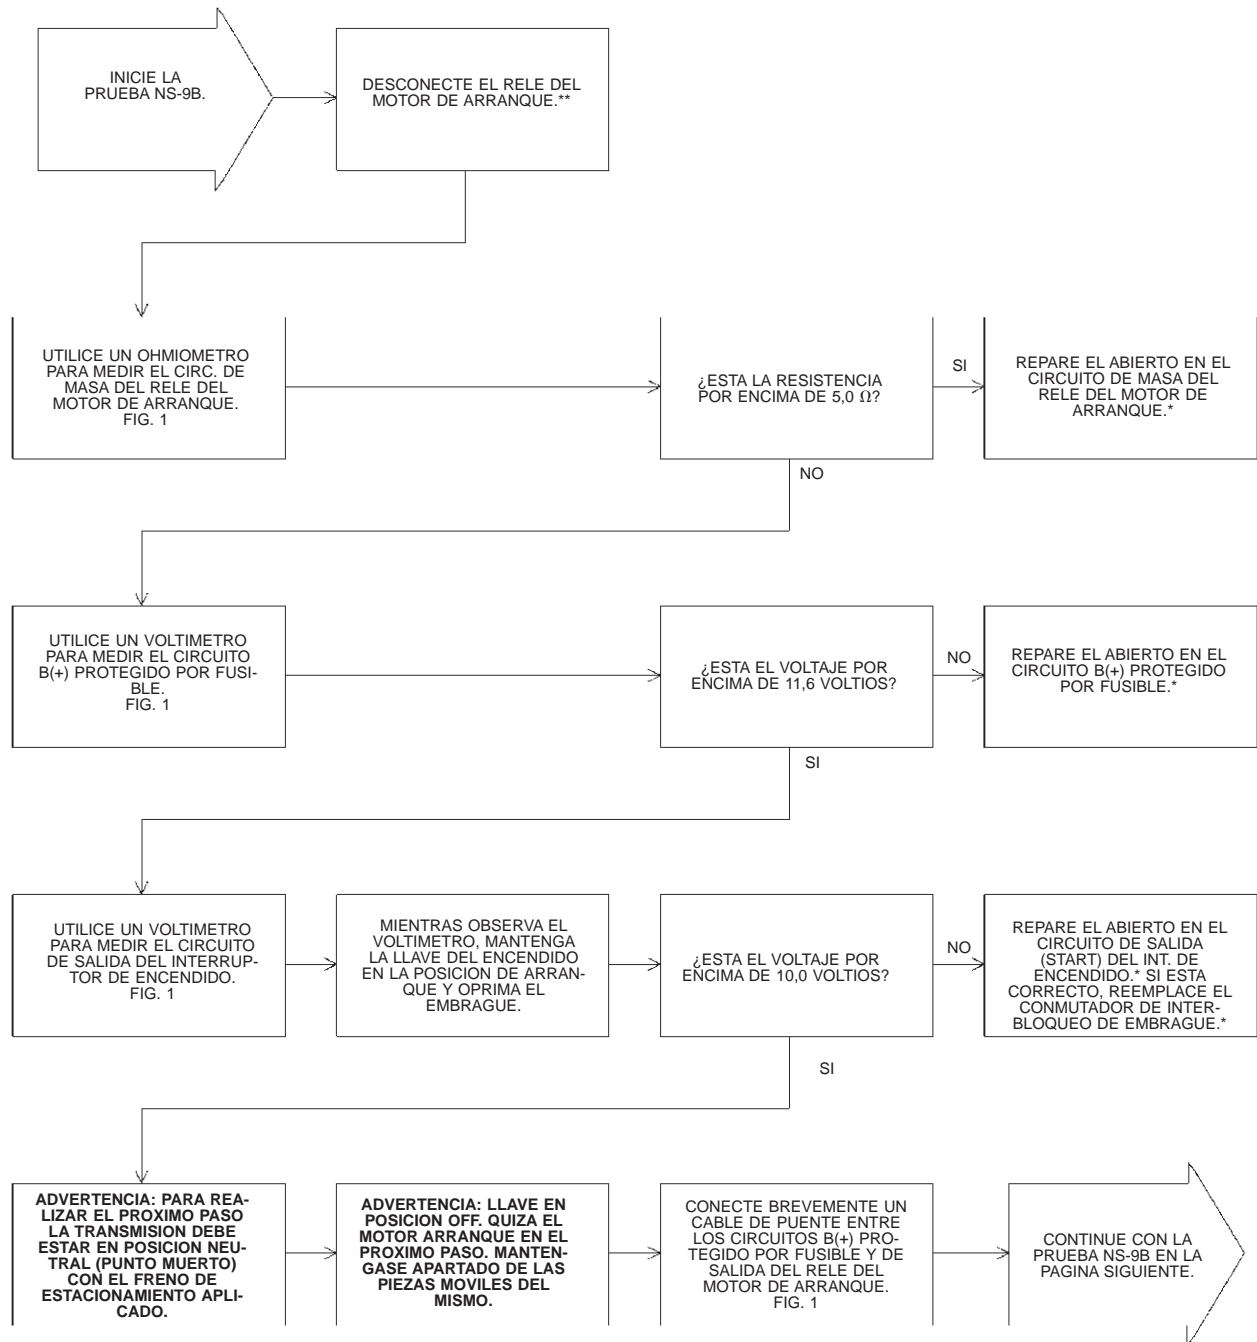 INICIE LA
PRUEBA NS-9B.
DESCONECTE EL RELE DEL
MOTOR DE ARRANQUE.**
UTILICE UN OHMIOMETRO
PARA MEDIR EL CIRC. DE
MASA DEL RELE DEL
MOTOR DE ARRANQUE.
FIG. 1
¿ESTA LA RESISTENCIA
POR ENCIMA DE 5,0 Ω?
SI
REPARE EL ABIERTO EN EL
CIRCUITO DE MASA DEL
RELE DEL MOTOR DE
ARRANQUE.*
NO
UTILICE UN VOLTIMETRO
PARA MEDIR EL CIRCUITO
B(+) PROTEGIDO POR FUSI-
BLE.
FIG. 1
¿ESTA EL VOLTAJE POR
ENCIMA DE 11,6 VOLTIOS?
NO
REPARE EL ABIERTO EN EL
CIRCUITO B(+) PROTEGIDO
POR FUSIBLE.*
SI
UTILICE UN VOLTIMETRO
PARA MEDIR EL CIRCUITO
DE SALIDA DEL INTERRUP-
TOR DE ENCENDIDO.
FIG. 1
MIENTRAS OBSERVA EL
VOLTIMETRO, MANTENGA
LA LLAVE DEL ENCENDIDO
EN LA POSICION DE ARRAN-
QUE Y OPRIMA EL
EMBRAGUE.
¿ESTA EL VOLTAJE POR
ENCIMA DE 10,0 VOLTIOS?
NO
REPARE EL ABIERTO EN EL
CIRCUITO DE SALIDA
(START) DEL INT. DE
ENCENDIDO.* SI ESTA
CORRECTO, REEMPLACE EL
CONMUTADOR DE INTER-
BLOQUEO DE EMBRAGUE.*
SI
ADVERTENCIA: PARA REA-
LIZAR EL PROXIMO PASO
LA TRANSMISION DEBE
ESTAR EN POSICION NEU-
TRAL (PUNTO MUERTO)
CON EL FRENO DE
ESTACIONAMIENTO APLI-
CADO.
ADVERTENCIA: LLAVE EN
POSICION OFF. QUIZA EL
MOTOR ARRANQUE EN EL
PROXIMO PASO. MANTEN-
GASE APARTADO DE LAS
PIEZAS MOVILES DEL
MISMO.
CONECTE BREVEMENTE UN
CABLE DE PUENTE ENTRE
LOS CIRCUITOS B(+) PRO-
TEGIDO POR FUSIBLE Y DE
SALIDA DEL RELE DEL
MOTOR DE ARRANQUE.
FIG. 1
CONTINUE CON LA
PRUEBA NS-9B EN LA
PAGINA SIGUIENTE.